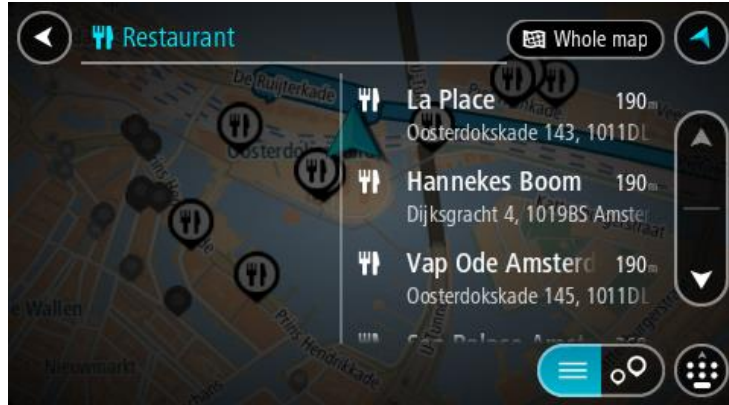 Restaurant
Whole map
De Ruijterkade
La Place 190m
Oosterdokskade 143, 1011DL
Hannekes Boom 190m
Dijksgracht 4, 1019BS Amster
Vap Ode Amsterd 190m
Oosterdokskade 145, 1011DL
Prins Hendrikkade
e Wallen
Nieuwmarkt